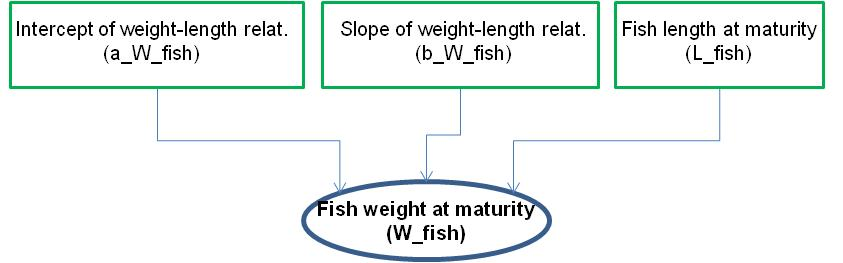 Intercept of weight-length relat.
(a_W_fish)
Slope of weight-length relat.
(b_W_fish)
Fish length at maturity
(L_fish)
Fish weight at maturity
(W_fish)